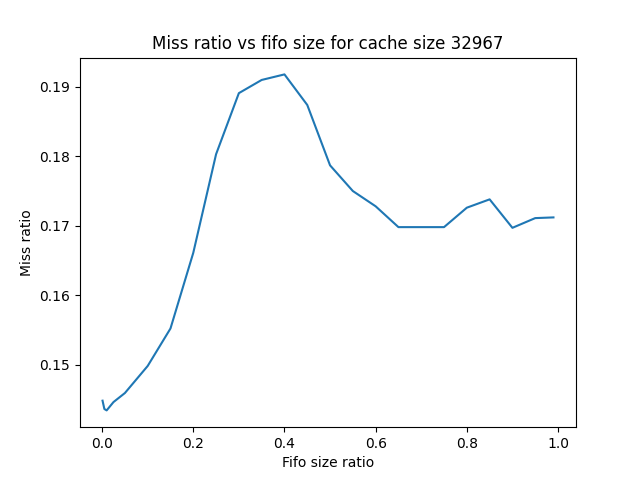 Miss ratio vs fifo size for cache size 32967
0.19
0.18
0.17
0.16
0.15
Miss ratio
0.0 0.2 0.4 0.6 0.8 1.0
Fifo size ratio